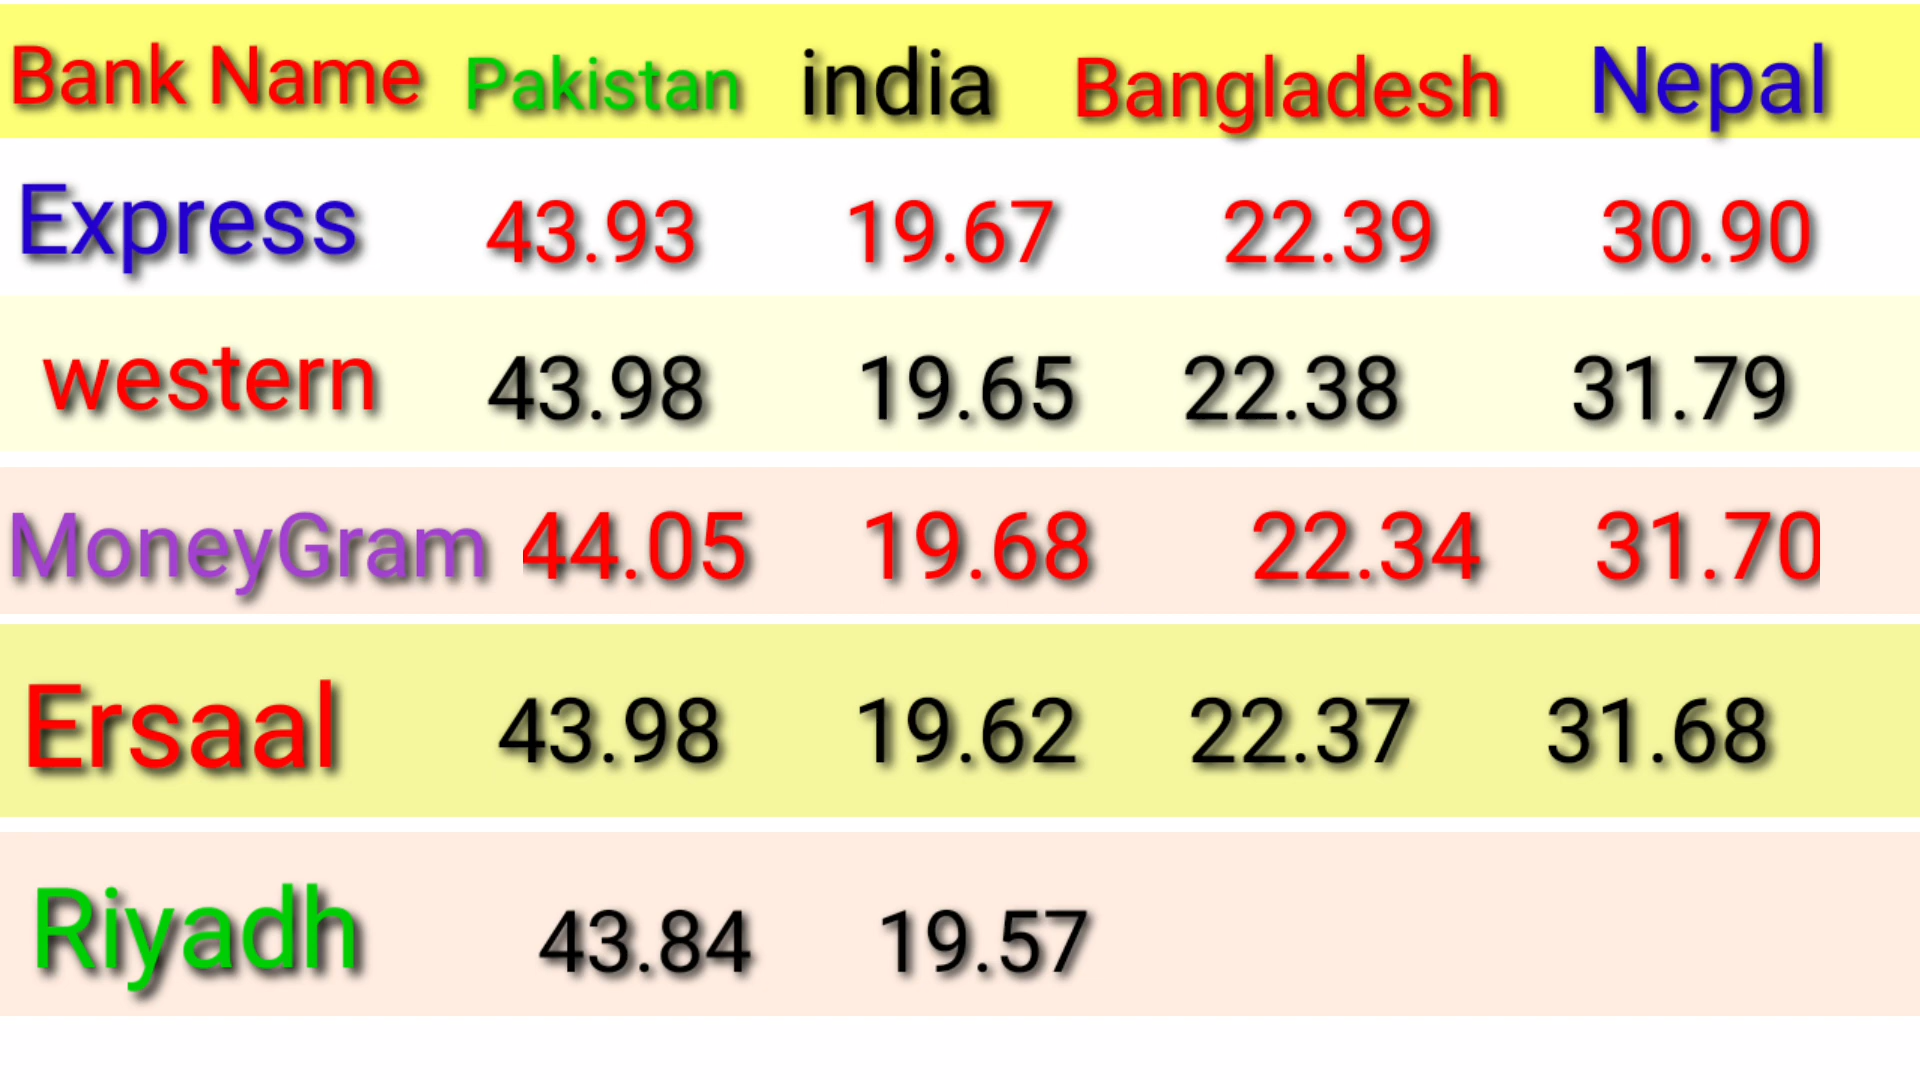 Bank Name Pakistan india Bangladesh Nepal
Express 43.93 19.67 22.39 30.90
western 43.98 19.65 22.38 31.79
MoneyGram 44.05 19.68 22.34 31.70
Ersaal 43.98 19.62 22.37 31.68
Riyadh 43.84 19.57